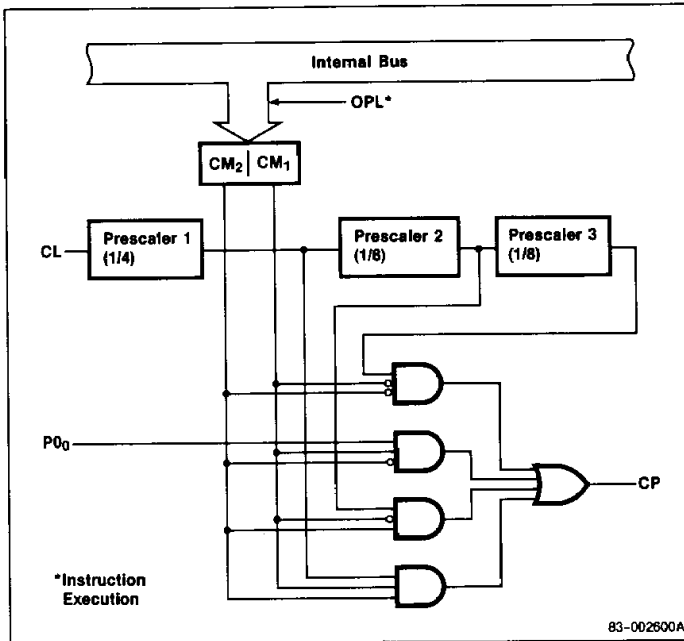 Internal Bus
OPL*
CM₂ CM₁
CL
Prescaler 1
(1/4)
Prescaler 2
(1/8)
Prescaler 3
(1/8)
P0₀
CP
*Instruction
Execution
83-002600A